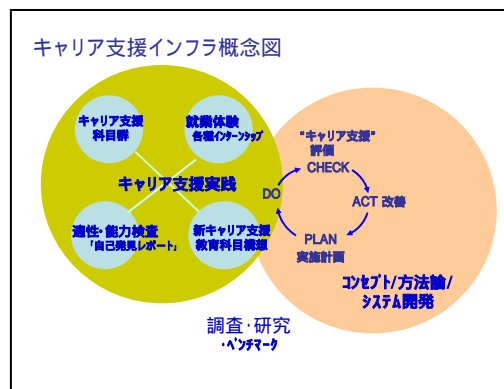 キャリア支援インフラ概念図
キャリア支援
科目群
就業体験
各種インターンシップ
キャリア支援実践
適性・能力検査
「自己発見レポート」
新キャリア支援
教育科目構想
"キャリア支援"
評価
CHECK
DO
ACT 改善
PLAN
実施計画
コンセプト/方法論/
システム開発
調査・研究
・ベンチマーク